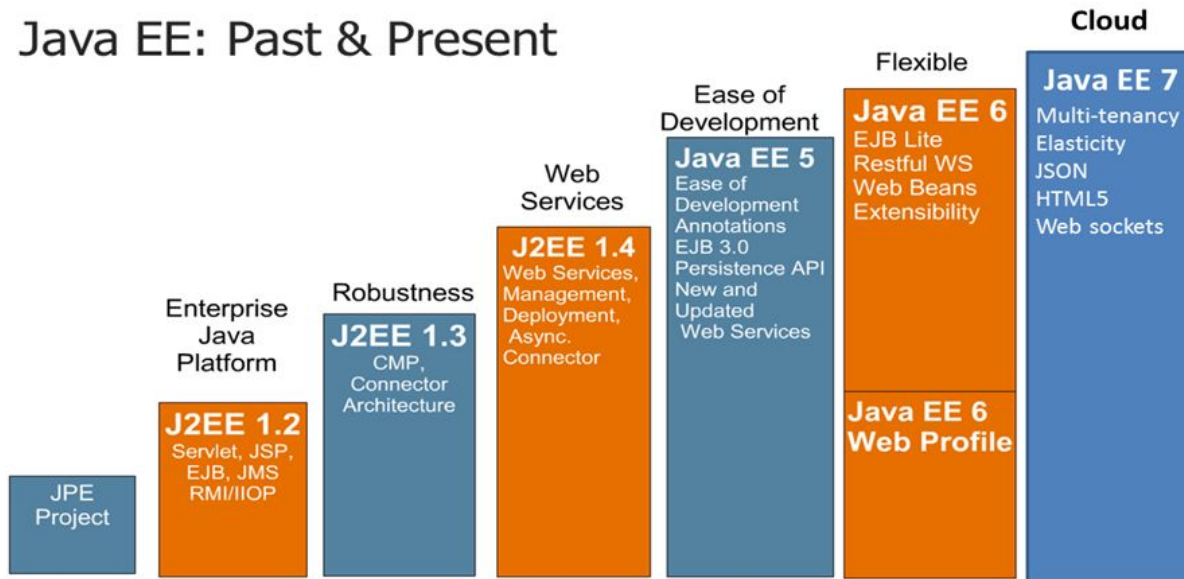 Java EE: Past & Present
JPE
Project
Enterprise
Java
Platform
J2EE 1.2
Servlet, JSP,
EJB, JMS
RMI/IIOP
Robustness
J2EE 1.3
CMP,
Connector
Architecture
Web
Services
J2EE 1.4
Web Services,
Management,
Deployment,
Async.
Connector
Ease of
Development
Java EE 5
Ease of
Development
Annotations
EJB 3.0
Persistence API
New and
Updated
Web Services
Flexible
Java EE 6
EJB Lite
Restful WS
Web Beans
Extensibility
Java EE 6
Web Profile
Cloud
Java EE 7
Multi-tenancy
Elasticity
JSON
HTML5
Web sockets